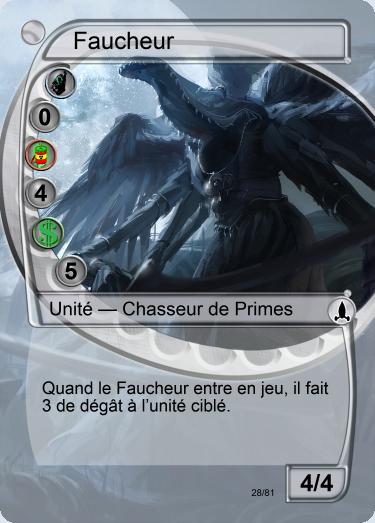 Faucheur
0
4
$
5
Unité — Chasseur de Primes
Quand le Faucheur entre en jeu, il fait
3 de dégât à l'unité ciblé.
28/81
4/4